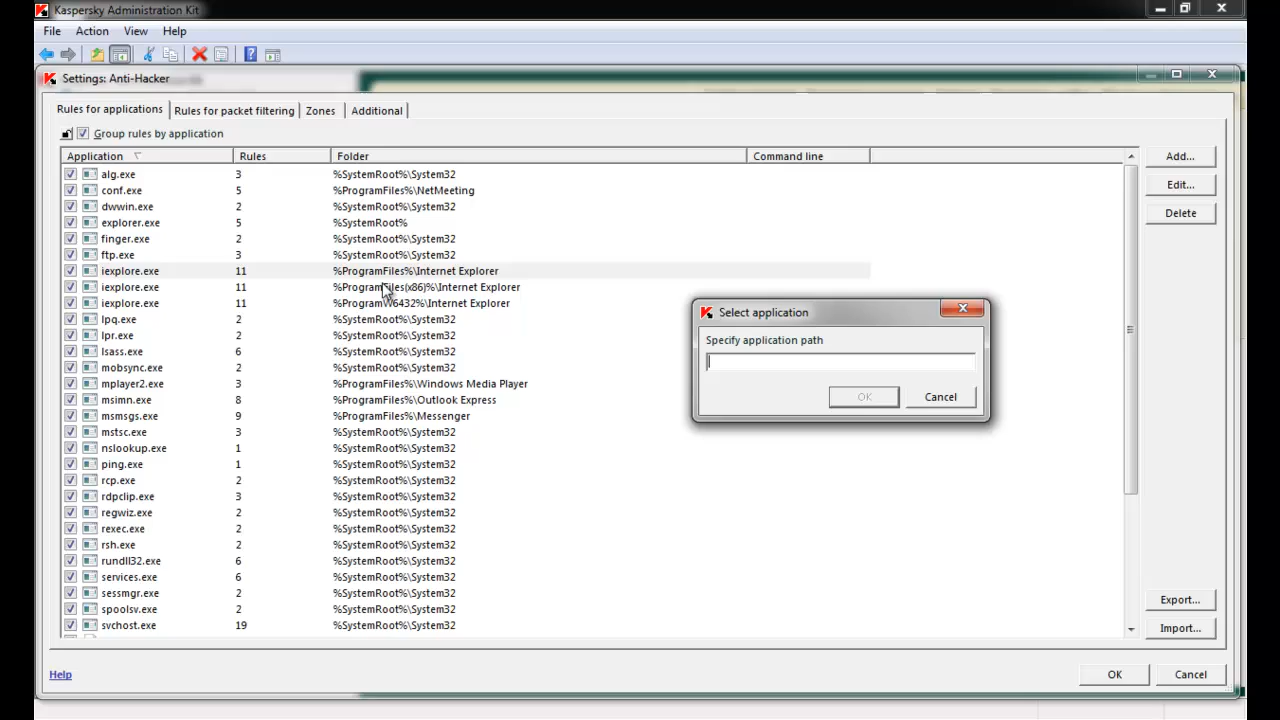 Kaspersky Administration Kit
File Action View Help
Settings: Anti-Hacker
Rules for applications Rules for packet filtering Zones Additional
Group rules by application
Application Rules Folder Command line
alg.exe 3 %SystemRoot%\System32
conf.exe 5 %ProgramFiles%\NetMeeting
dwwin.exe 2 %SystemRoot%\System32
explorer.exe 5 %SystemRoot%
finger.exe 2 %SystemRoot%\System32
ftp.exe 3 %SystemRoot%\System32
iexplore.exe 11 %ProgramFiles%\Internet Explorer
iexplore.exe 11 %ProgramFiles(x86)%\Internet Explorer
iexplore.exe 11 %ProgramW6432%\Internet Explorer
lpq.exe 2 %SystemRoot%\System32
lpr.exe 2 %SystemRoot%\System32
lsass.exe 6 %SystemRoot%\System32
mobsync.exe 2 %SystemRoot%\System32
mplayer2.exe 3 %ProgramFiles%\Windows Media Player
msimn.exe 8 %ProgramFiles%\Outlook Express
msmsgs.exe 9 %ProgramFiles%\Messenger
mstsc.exe 3 %SystemRoot%\System32
nslookup.exe 1 %SystemRoot%\System32
ping.exe 1 %SystemRoot%\System32
rcp.exe 2 %SystemRoot%\System32
rdpclip.exe 3 %SystemRoot%\System32
regwiz.exe 2 %SystemRoot%\System32
rexec.exe 2 %SystemRoot%\System32
rsh.exe 2 %SystemRoot%\System32
rundll32.exe 6 %SystemRoot%\System32
services.exe 6 %SystemRoot%\System32
sessmgr.exe 2 %SystemRoot%\System32
spoolsv.exe 2 %SystemRoot%\System32
svchost.exe 19 %SystemRoot%\System32
Add...
Edit...
Delete
Export...
Import...
Select application
Specify application path
OK Cancel
Help
OK Cancel